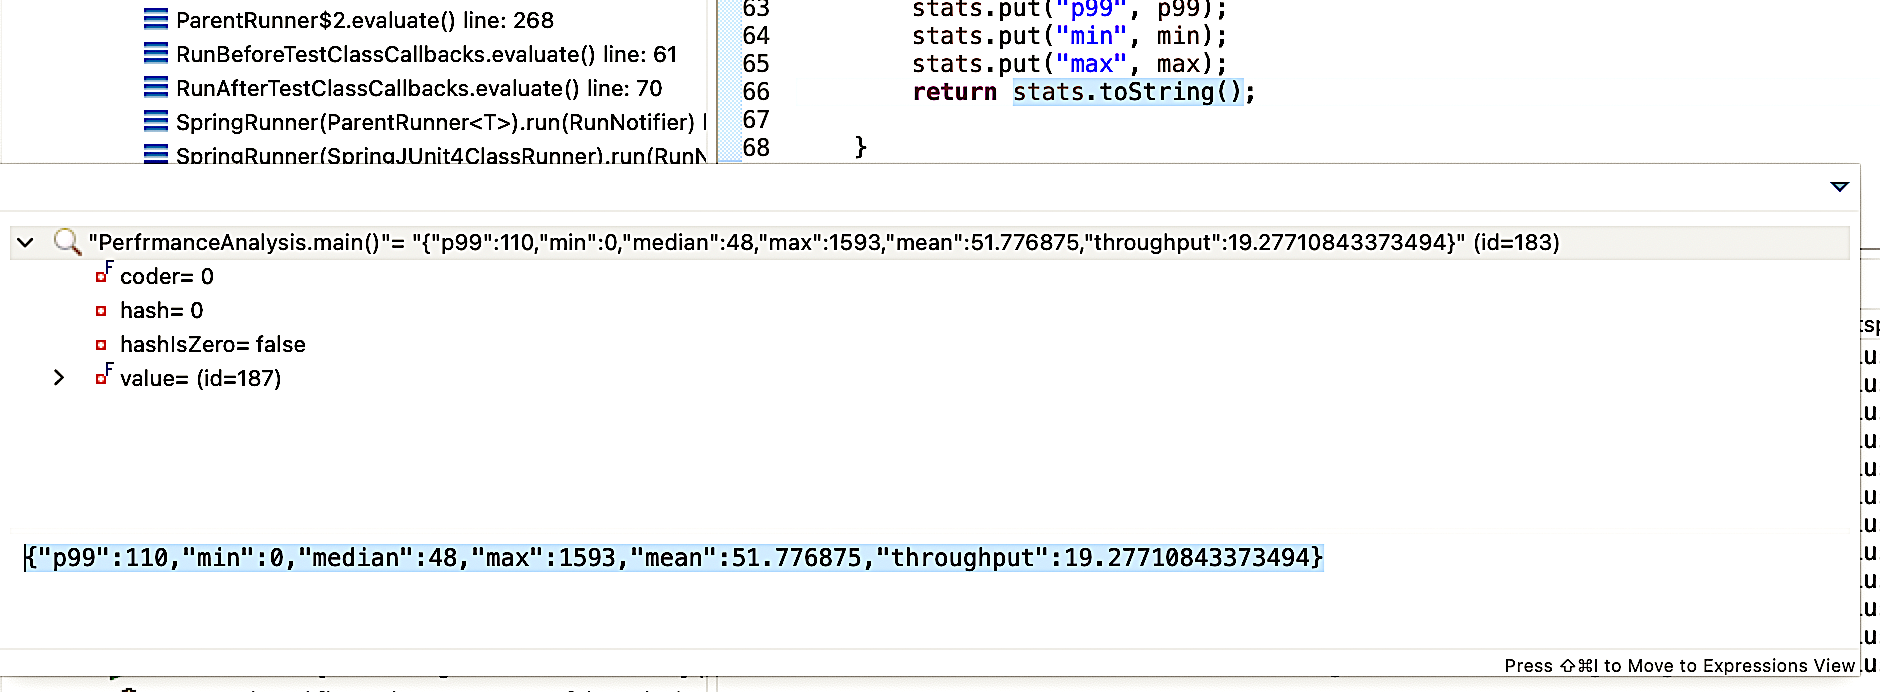 ParentRunner$2.evaluate() line: 268
RunBeforeTestClassCallbacks.evaluate() line: 61
RunAfterTestClassCallbacks.evaluate() line: 70
SpringRunner(ParentRunner<T>).run(RunNotifier)
SpringRunner(SpringJUnit4ClassRunner).run(RunN
63 stats.put("p99", p99);
64 stats.put("min", min);
65 stats.put("max", max);
66 return stats.toString();
67
68 }
"PerfrmanceAnalysis.main()"= "{"p99":110,"min":0,"median":48,"max":1593,"mean":51.776875,"throughput":19.27710843373494}" (id=183)
coder= 0
hash= 0
hashIsZero= false
value= (id=187)
{"p99":110,"min":0,"median":48,"max":1593,"mean":51.776875,"throughput":19.27710843373494}
Press ⇧⌘I to Move to Expressions View